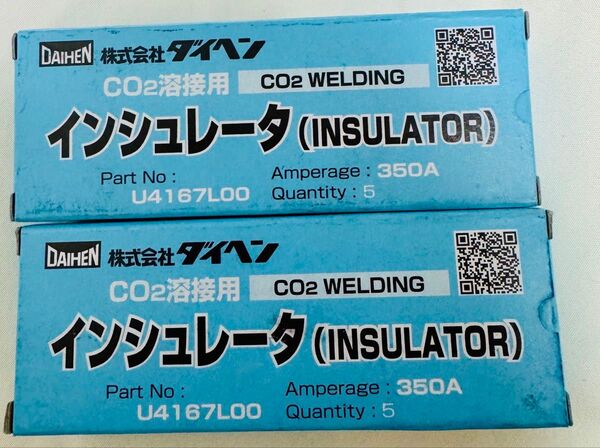 DAIHEN 株式会社ダイヘン
CO2溶接用 CO2 WELDING
インシュレータ(INSULATOR)
Part No : Amperage : 350A
U4167L00 Quantity : 5
DAIHEN 株式会社ダイヘン
CO2溶接用 CO2 WELDING
インシュレータ(INSULATOR)
Part No : Amperage : 350A
U4167L00 Quantity : 5